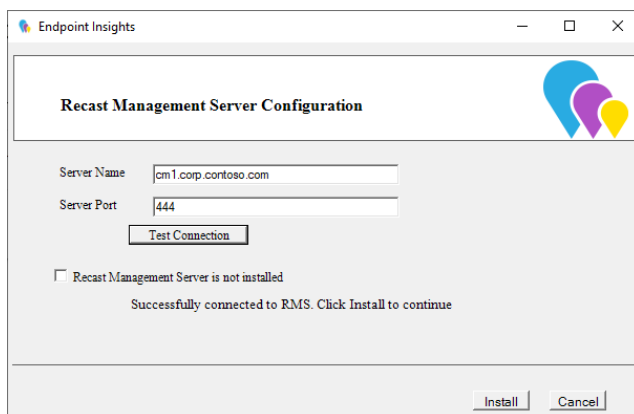 Endpoint Insights
Recast Management Server Configuration
Server Name cm1.corp.contoso.com
Server Port 444
Test Connection
Recast Management Server is not installed
Successfully connected to RMS. Click Install to continue
Install Cancel